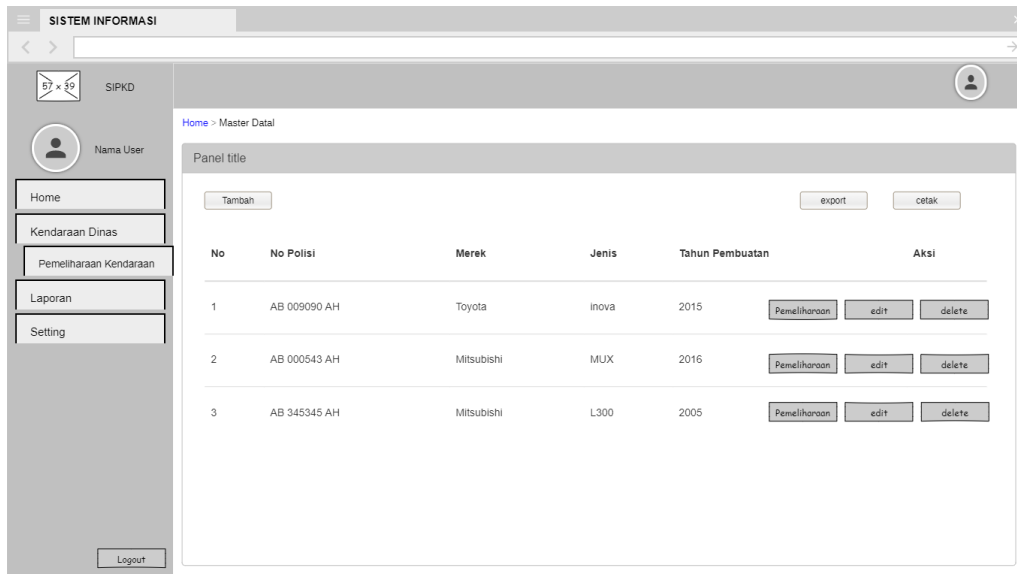 SISTEM INFORMASI
57 x 39
SIPKD
Home > Master Datal
Nama User
Panel title
Home
Tambah export cetak
Kendaraan Dinas
Pemeliharaan Kendaraan
No No Polisi Merek Jenis Tahun Pembuatan Aksi
Laporan
1 AB 009090 AH Toyota inova 2015 Pemeliharaan edit delete
Setting
2 AB 000543 AH Mitsubishi MUX 2016 Pemeliharaan edit delete
3 AB 345345 AH Mitsubishi L300 2005 Pemeliharaan edit delete
Logout